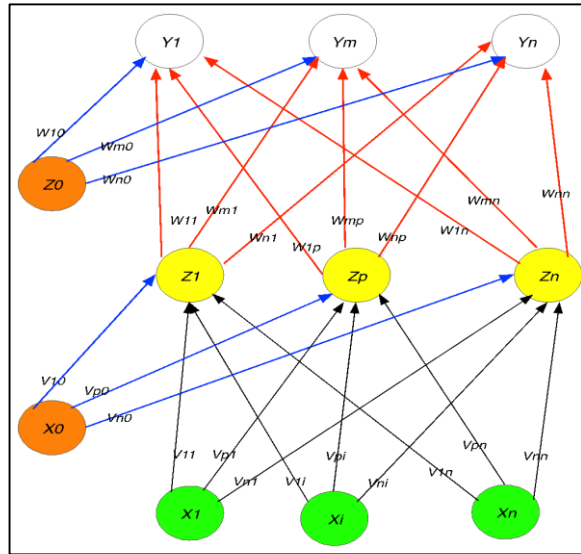 Y1 Ym Yn
W10 Wm0 Wn0
Z0
W11 Wm1 Wn1 W1p Wmp Wnp W1n Wmn Wnn
Z1 Zp Zn
V10 Vp0 Vn0
X0
V11 Vp1 Vn1 V1i Vpi Vni V1n Vpn Vnn
X1 Xi Xn